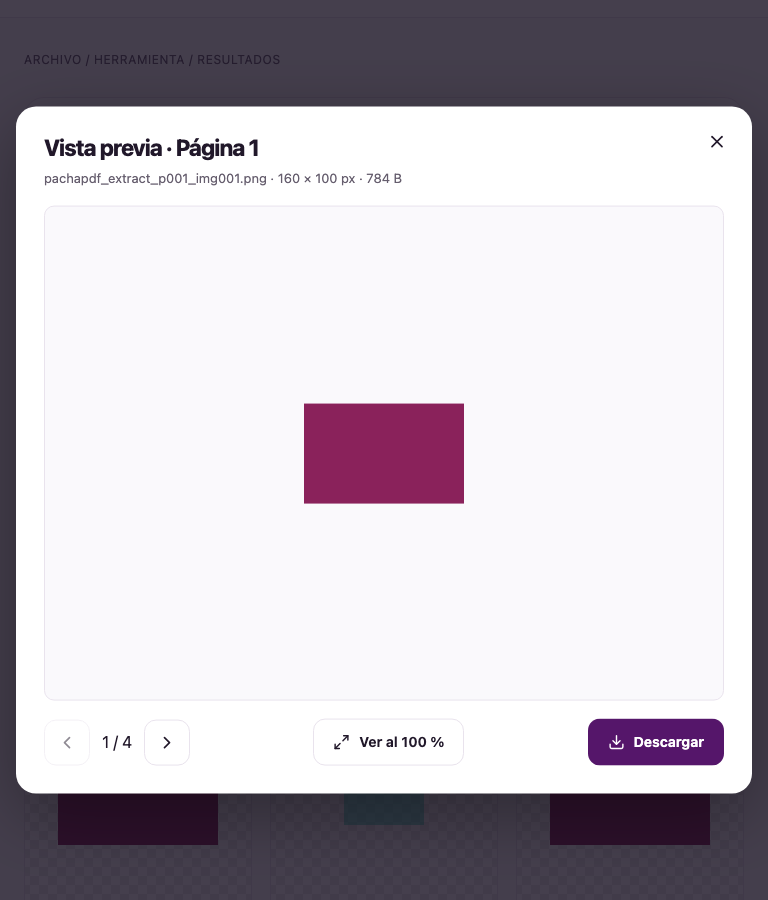 ARCHIVO / HERRAMIENTA / RESULTADOS
Vista previa · Página 1
pachapdf_extract_p001_img001.png · 160 × 100 px · 784 B
1 / 4
Ver al 100 %
Descargar